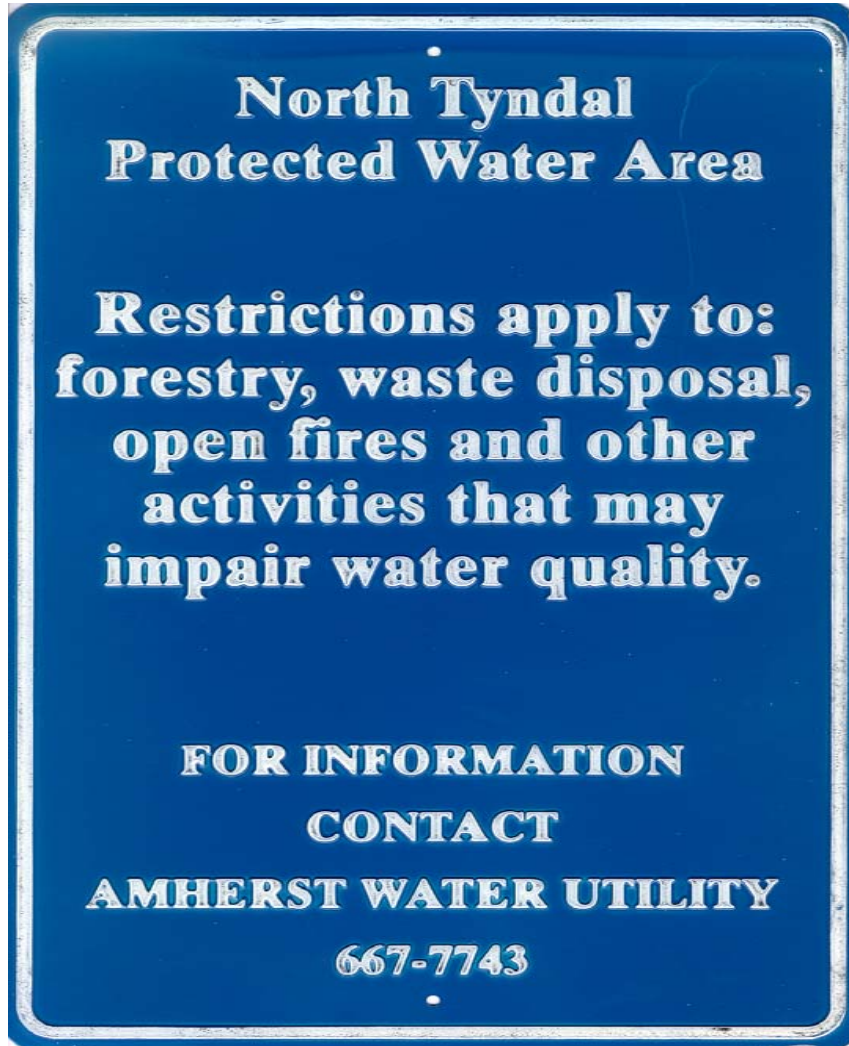 North Tyndal
Protected Water Area
Restrictions apply to:
forestry, waste disposal,
open fires and other
activities that may
impair water quality.
FOR INFORMATION
CONTACT
AMHERST WATER UTILITY
667-7743